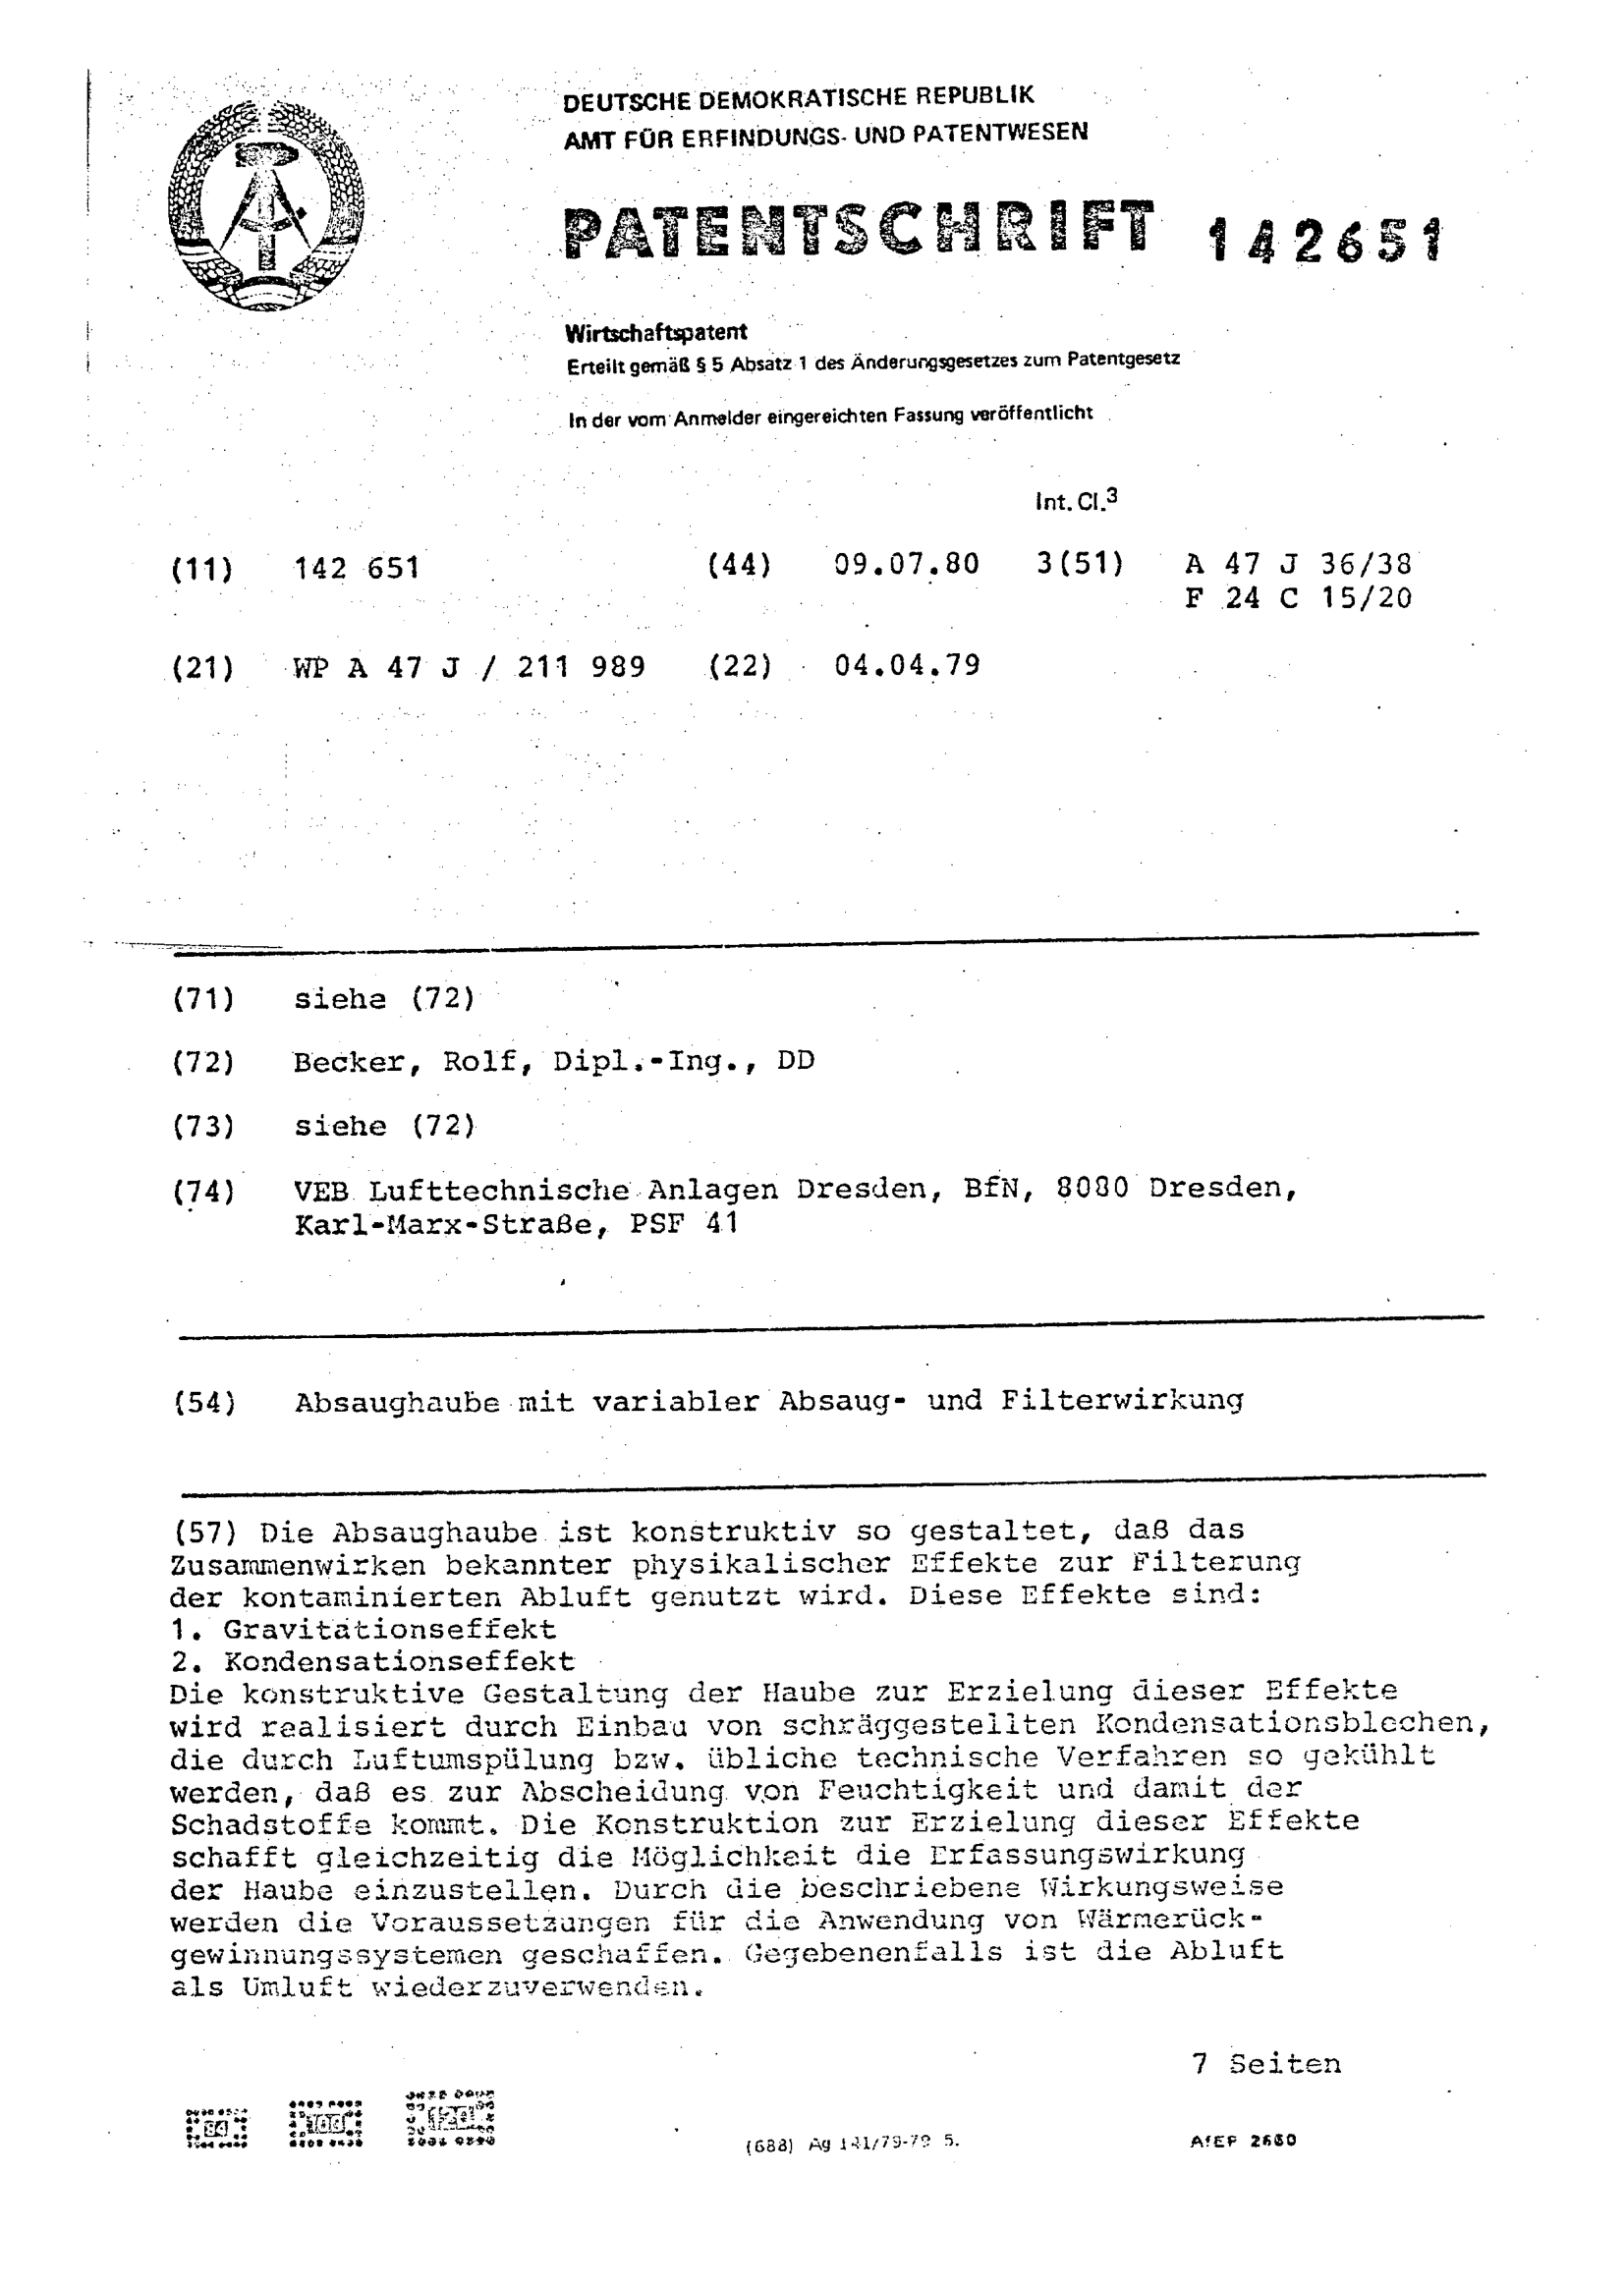 DEUTSCHE DEMOKRATISCHE REPUBLIK
AMT FÜR ERFINDUNGS- UND PATENTWESEN
PATENTSCHRIFT 142651
Wirtschaftspatent
Erteilt gemäß § 5 Absatz 1 des Änderungsgesetzes zum Patentgesetz
In der vom Anmelder eingereichten Fassung veröffentlicht
Int. Cl.³
(11) 142 651 (44) 09.07.80 3(51) A 47 J 36/38
F 24 C 15/20
(21) WP A 47 J / 211 989 (22) 04.04.79
(71) siehe (72)
(72) Becker, Rolf, Dipl.-Ing., DD
(73) siehe (72)
(74) VEB Lufttechnische Anlagen Dresden, BfN, 8080 Dresden,
Karl-Marx-Straße, PSF 41
(54) Absaughaube mit variabler Absaug- und Filterwirkung
(57) Die Absaughaube ist konstruktiv so gestaltet, daß das
Zusammenwirken bekannter physikalischer Effekte zur Filterung
der kontaminierten Abluft genutzt wird. Diese Effekte sind:
1. Gravitationseffekt
2. Kondensationseffekt
Die konstruktive Gestaltung der Haube zur Erzielung dieser Effekte
wird realisiert durch Einbau von schräggestellten Kondensationsblechen,
die durch Luftumspülung bzw. übliche technische Verfahren so gekühlt
werden, daß es zur Abscheidung von Feuchtigkeit und damit der
Schadstoffe kommt. Die Konstruktion zur Erzielung dieser Effekte
schafft gleichzeitig die Möglichkeit die Erfassungswirkung
der Haube einzustellen. Durch die beschriebene Wirkungsweise
werden die Voraussetzungen für die Anwendung von Wärmerück-
gewinnungssystemen geschaffen. Gegebenenfalls ist die Abluft
als Umluft wiederzuverwenden.
7 Seiten
(688) Ag 141/79-79 5. AfEP 2660